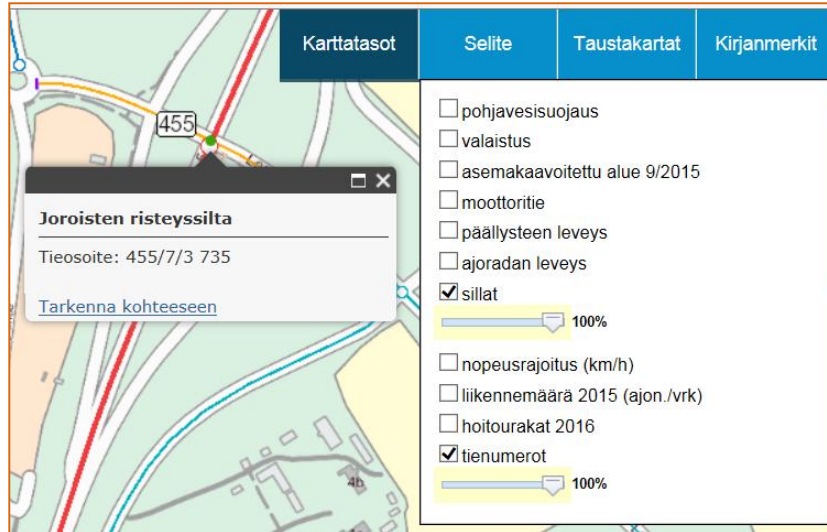 Karttatasot
Selite
Taustakartat
Kirjanmerkit
455
Joroisten risteyssilta
Tieosoite: 455/7/3 735
Tarkenna kohteeseen
pohjavesisuojaus
valaistus
asemakaavoitettu alue 9/2015
moottoritie
päällysteen leveys
ajoradan leveys
sillat
100%
nopeusrajoitus (km/h)
liikennemäärä 2015 (ajon./vrk)
hoitourakat 2016
tienumerot
100%
4b